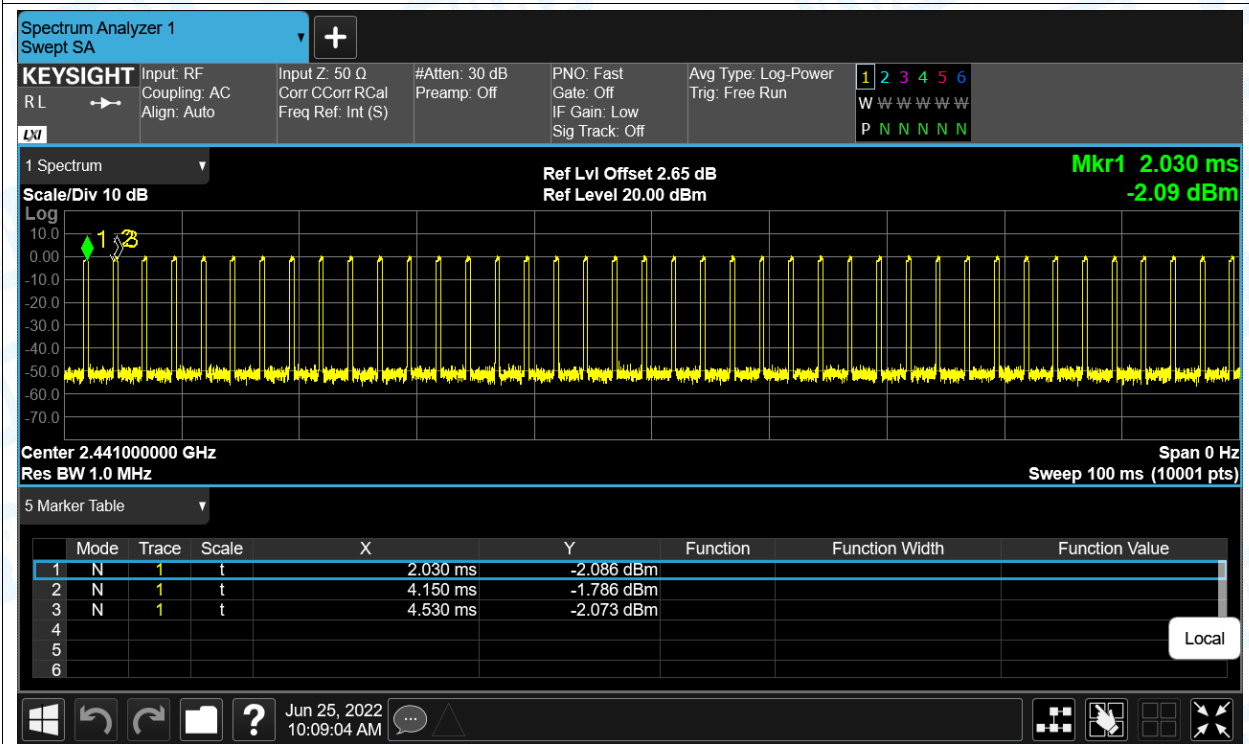 Spectrum Analyzer 1
Swept SA
KEYSIGHT
R L
LXI
Input: RF
Coupling: AC
Align: Auto
Input Z: 50 Ω
Corr CCorr RCal
Freq Ref: Int (S)
#Atten: 30 dB
Preamp: Off
PNO: Fast
Gate: Off
IF Gain: Low
Sig Track: Off
Avg Type: Log-Power
Trig: Free Run
1 2 3 4 5 6
W W W W W W
P N N N N N
1 Spectrum
Scale/Div 10 dB
Ref Lvl Offset 2.65 dB
Ref Level 20.00 dBm
Mkr1 2.030 ms
-2.09 dBm
Log
10.0
0.00
-10.0
-20.0
-30.0
-40.0
-50.0
-60.0
-70.0
1 2 3
Center 2.441000000 GHz
Res BW 1.0 MHz
Span 0 Hz
Sweep 100 ms (10001 pts)
5 Marker Table
Mode Trace Scale X Y Function Function Width Function Value
1 N 1 t 2.030 ms -2.086 dBm
2 N 1 t 4.150 ms -1.786 dBm
3 N 1 t 4.530 ms -2.073 dBm
4
5
6
Local
?
Jun 25, 2022
10:09:04 AM